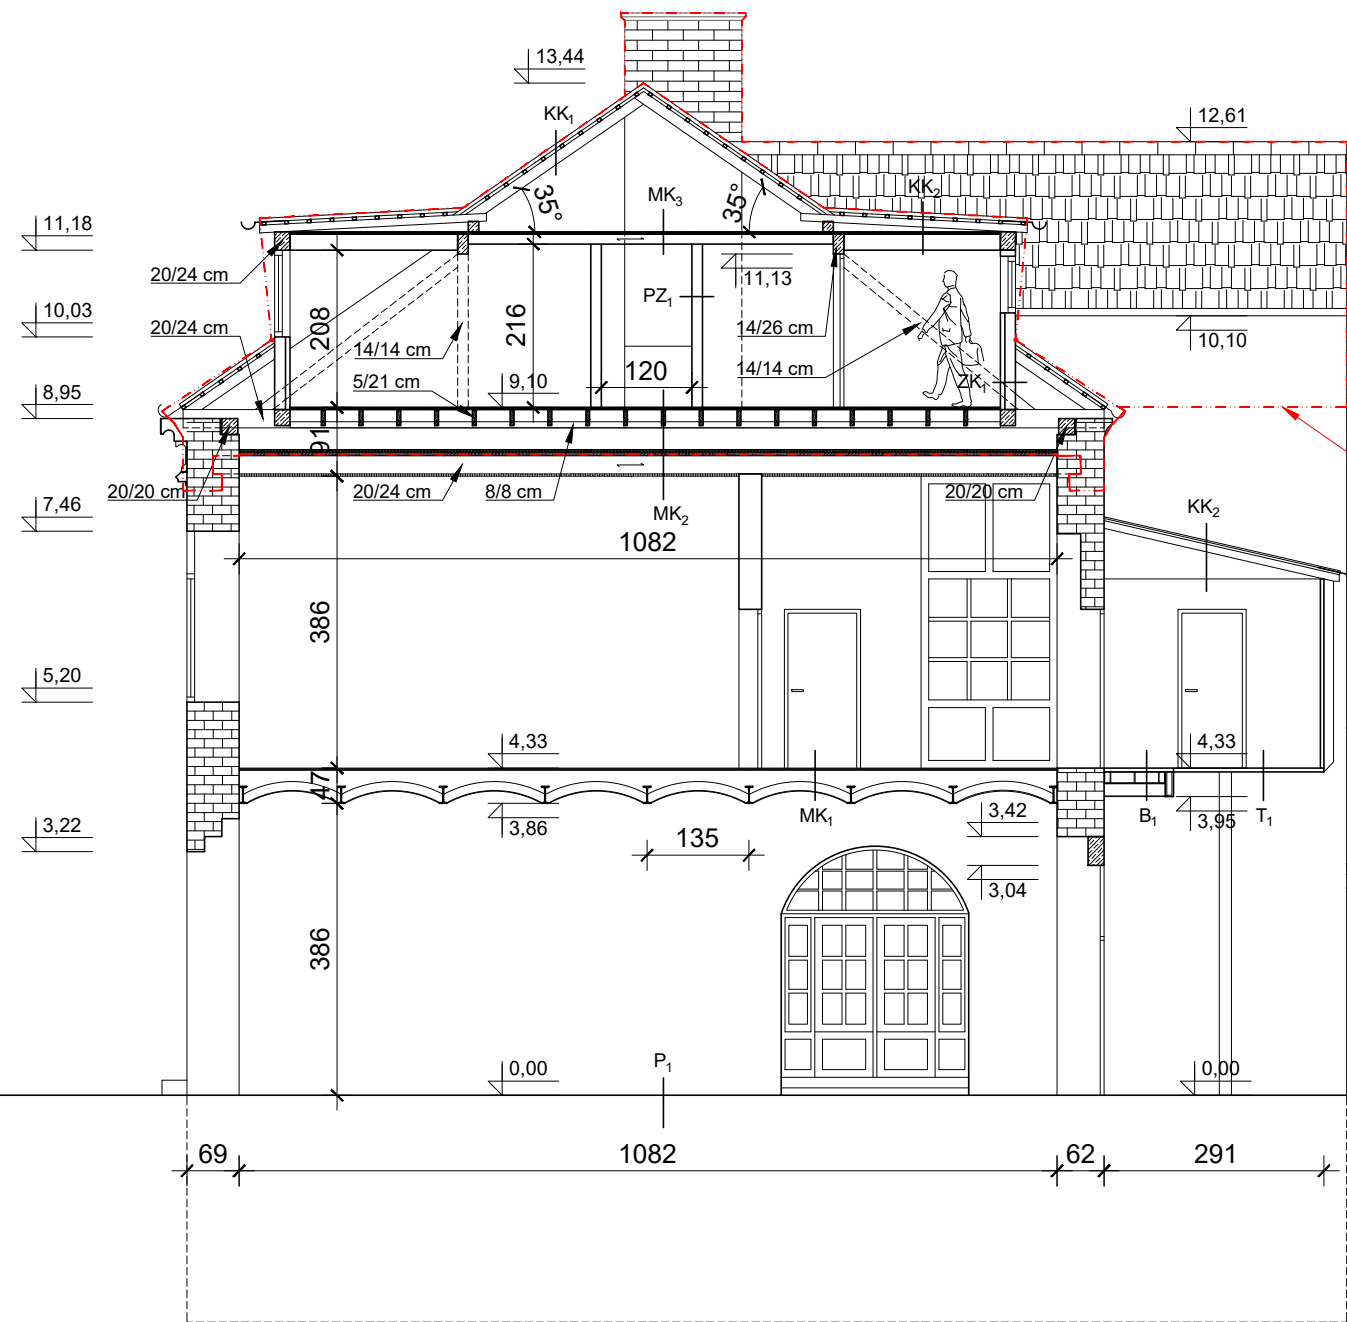 13,44
KK1
12,61
35°
MK3
35°
KK2
11,18
20/24 cm
11,13
PZ1
10,03
20/24 cm
208
216
14/26 cm
10,10
14/14 cm
14/14 cm
120
5/21 cm
9,10
ZK1
8,95
91
20/20 cm
20/24 cm
8/8 cm
20/20 cm
7,46
MK2
KK2
1082
386
5,20
4,33
4,33
47
3,86
MK1
3,42
B1
3,95
T1
3,22
135
3,04
386
P1
0,00
0,00
69
1082
62
291